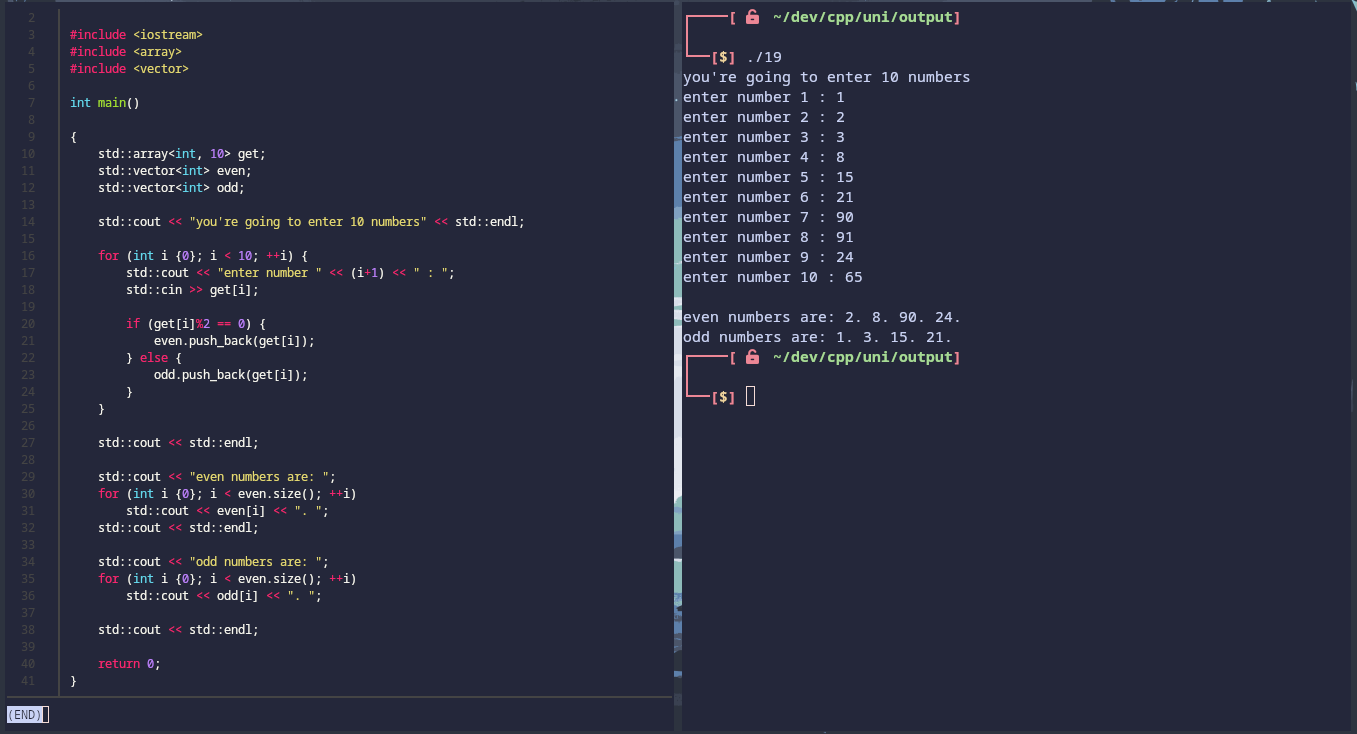 2
3 #include <iostream>
4 #include <array>
5 #include <vector>
6
7 int main()
8
9 {
10     std::array<int, 10> get;
11     std::vector<int> even;
12     std::vector<int> odd;
13
14     std::cout << "you're going to enter 10 numbers" << std::endl;
15
16     for (int i {0}; i < 10; ++i) {
17         std::cout << "enter number " << (i+1) << " : ";
18         std::cin >> get[i];
19
20         if (get[i]%2 == 0) {
21             even.push_back(get[i]);
22         } else {
23             odd.push_back(get[i]);
24         }
25     }
26
27     std::cout << std::endl;
28
29     std::cout << "even numbers are: ";
30     for (int i {0}; i < even.size(); ++i)
31         std::cout << even[i] << ". ";
32     std::cout << std::endl;
33
34     std::cout << "odd numbers are: ";
35     for (int i {0}; i < even.size(); ++i)
36         std::cout << odd[i] << ". ";
37
38     std::cout << std::endl;
39
40     return 0;
41 }
(END)
[ ~/dev/cpp/uni/output]
[$] ./19
you're going to enter 10 numbers
enter number 1 : 1
enter number 2 : 2
enter number 3 : 3
enter number 4 : 8
enter number 5 : 15
enter number 6 : 21
enter number 7 : 90
enter number 8 : 91
enter number 9 : 24
enter number 10 : 65
even numbers are: 2. 8. 90. 24.
odd numbers are: 1. 3. 15. 21.
[ ~/dev/cpp/uni/output]
[$]